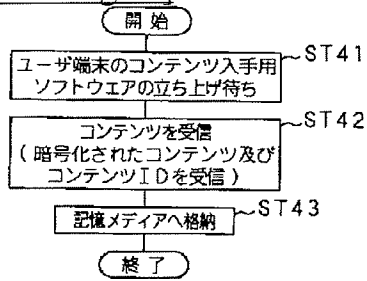 開 始
ユーザ端末のコンテンツ入手用
ソフトウェアの立ち上げ待ち
ST41
コンテンツを受信
( 暗号化されたコンテンツ及び
コンテンツIDを受信 )
ST42
記憶メディアへ格納
ST43
終 了